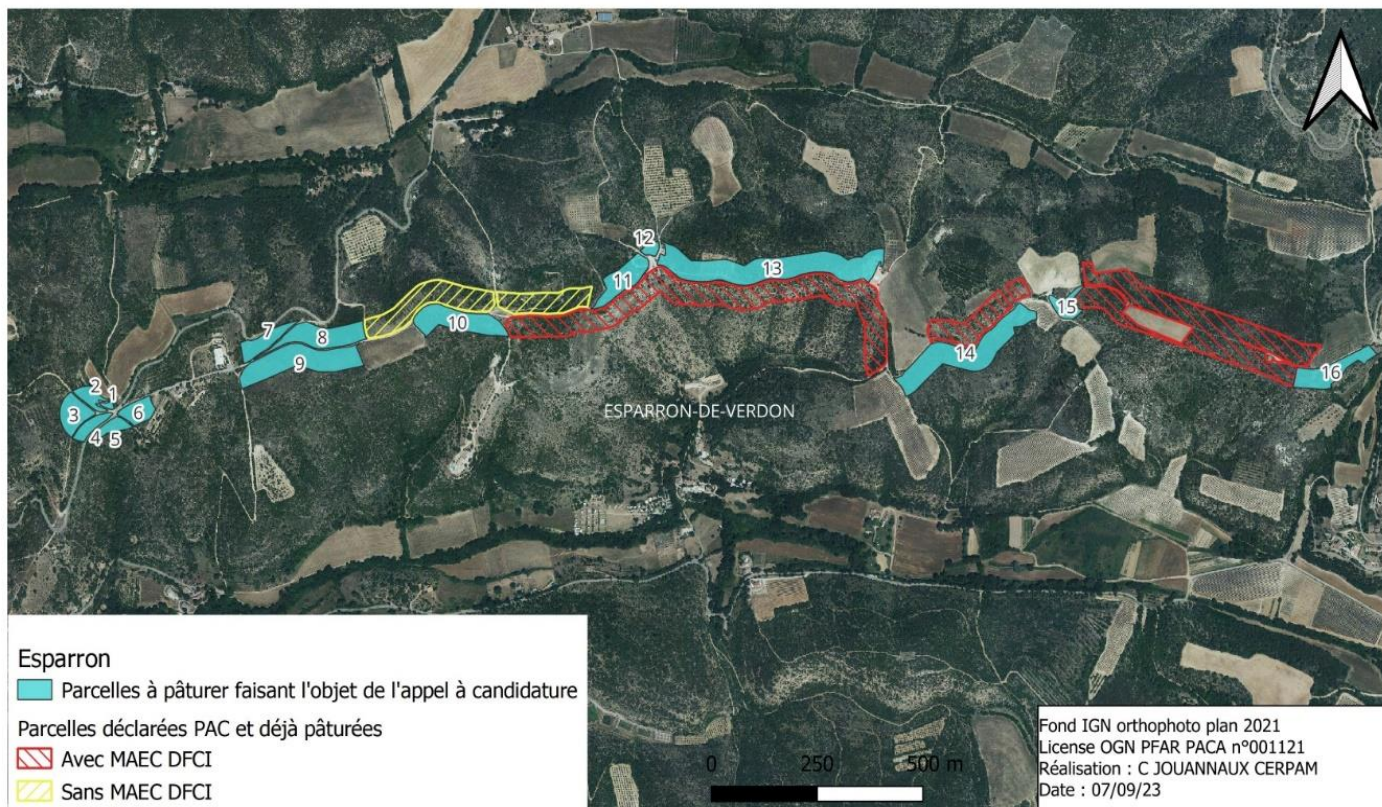 12
13
11
15
7
8
10
14
9
16
2
1
3
6
4
5
ESPARRON-DE-VERDON
Esparron
Parcelles à pâturer faisant l'objet de l'appel à candidature
Parcelles déclarées PAC et déjà pâturées
Avec MAEC DFCI
Sans MAEC DFCI
0 250 500 m
Fond IGN orthophoto plan 2021
License OGN PFAR PACA n°001121
Réalisation : C JOUANNAUX CERPAM
Date : 07/09/23